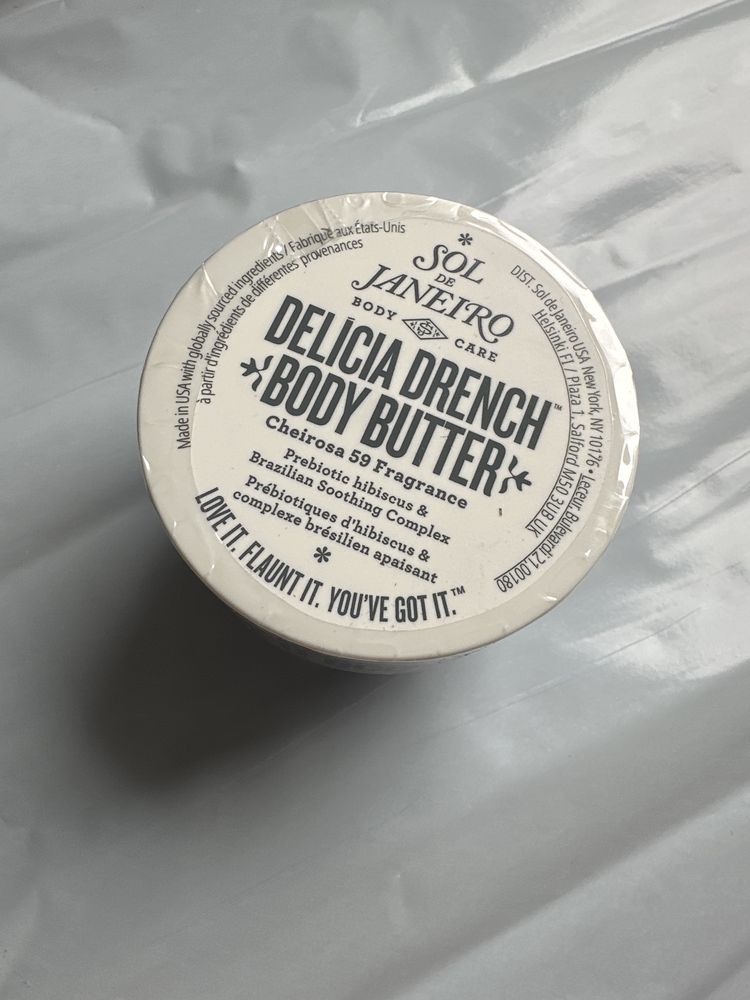 SOL
DE
JANEIRO
BODY CARE
DELÍCIA DRENCH™
BODY BUTTER
Cheirosa 59 Fragrance
Prebiotic hibiscus &
Brazilian Soothing Complex
Prébiotiques d'hibiscus &
complexe brésilien apaisant
LOVE IT. FLAUNT IT. YOU'VE GOT IT.™
Made in USA with globally sourced ingredients / Fabriqué aux États-Unis
à partir d'ingrédients de différentes provenances
DIST. Sol de Janeiro USA New York, NY 10176 • Leceur, Bulevardi 21, 00180
Helsinki FI / Plaza 1, Salford M50 3UB UK